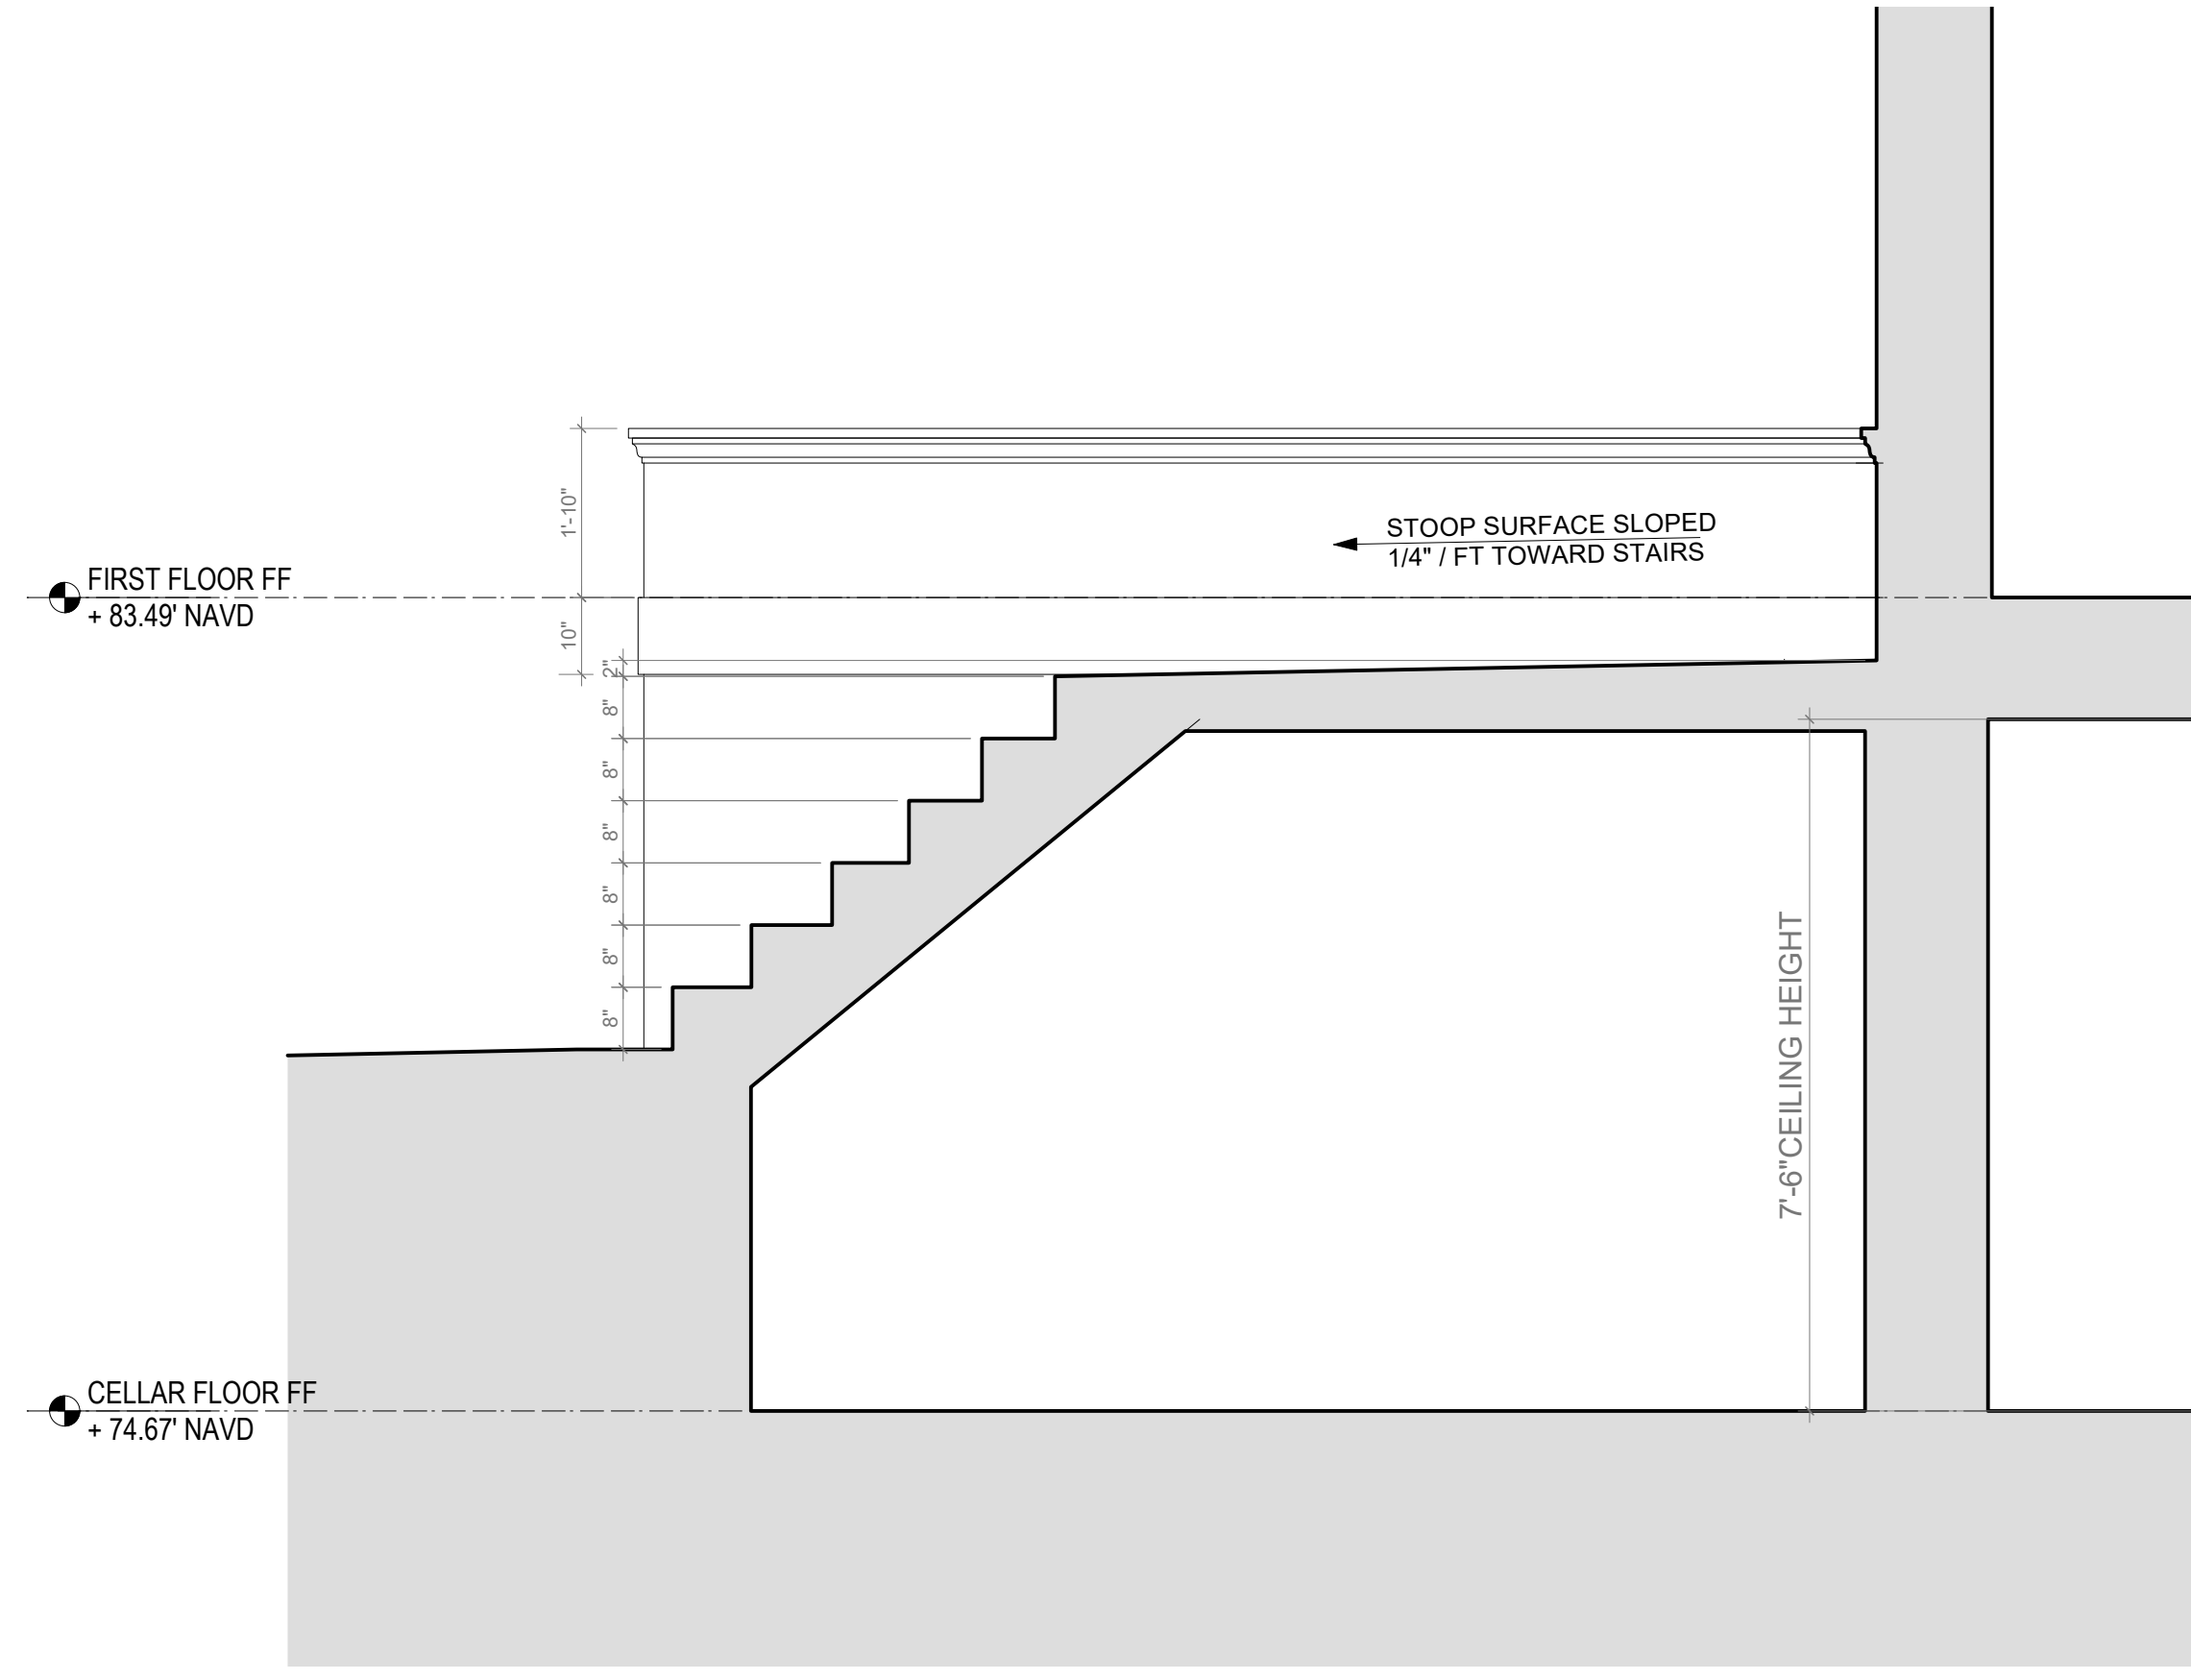 1'-10"
STOOP SURFACE SLOPED
1/4" / FT TOWARD STAIRS
FIRST FLOOR FF
+ 83.49' NAVD
10"
2"
8"
8"
8"
8"
8"
8"
7'-6"CEILING HEIGHT
CELLAR FLOOR FF
+ 74.67' NAVD